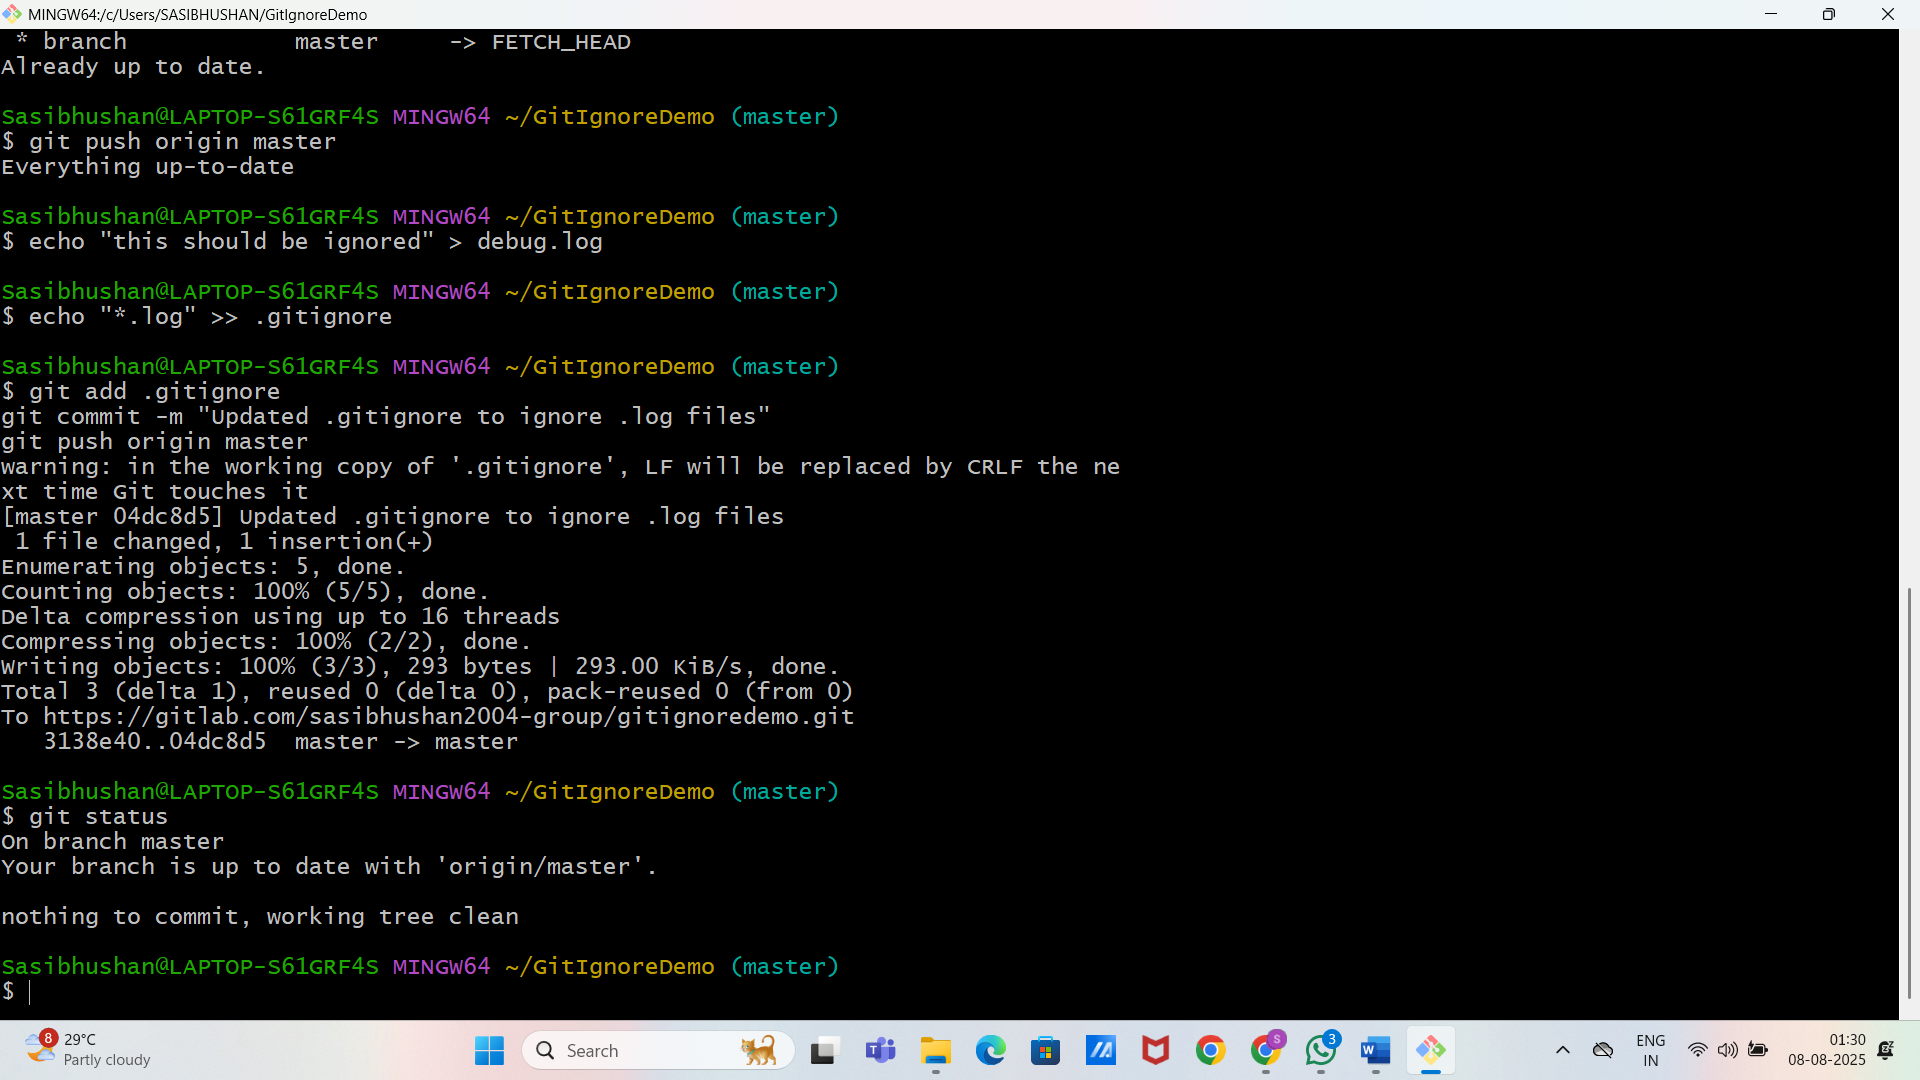 MINGW64:/c/Users/SASIBHUSHAN/GitIgnoreDemo
 * branch            master     -> FETCH_HEAD
Already up to date.
Sasibhushan@LAPTOP-S61GRF4S MINGW64 ~/GitIgnoreDemo (master)
$ git push origin master
Everything up-to-date
Sasibhushan@LAPTOP-S61GRF4S MINGW64 ~/GitIgnoreDemo (master)
$ echo "this should be ignored" > debug.log
Sasibhushan@LAPTOP-S61GRF4S MINGW64 ~/GitIgnoreDemo (master)
$ echo "*.log" >> .gitignore
Sasibhushan@LAPTOP-S61GRF4S MINGW64 ~/GitIgnoreDemo (master)
$ git add .gitignore
git commit -m "Updated .gitignore to ignore .log files"
git push origin master
warning: in the working copy of '.gitignore', LF will be replaced by CRLF the ne
xt time Git touches it
[master 04dc8d5] Updated .gitignore to ignore .log files
 1 file changed, 1 insertion(+)
Enumerating objects: 5, done.
Counting objects: 100% (5/5), done.
Delta compression using up to 16 threads
Compressing objects: 100% (2/2), done.
Writing objects: 100% (3/3), 293 bytes | 293.00 KiB/s, done.
Total 3 (delta 1), reused 0 (delta 0), pack-reused 0 (from 0)
To https://gitlab.com/sasibhushan2004-group/gitignoredemo.git
   3138e40..04dc8d5  master -> master
Sasibhushan@LAPTOP-S61GRF4S MINGW64 ~/GitIgnoreDemo (master)
$ git status
On branch master
Your branch is up to date with 'origin/master'.
nothing to commit, working tree clean
Sasibhushan@LAPTOP-S61GRF4S MINGW64 ~/GitIgnoreDemo (master)
$
8
29°C
Partly cloudy
Search
S
3
ENG
IN
01:30
08-08-2025